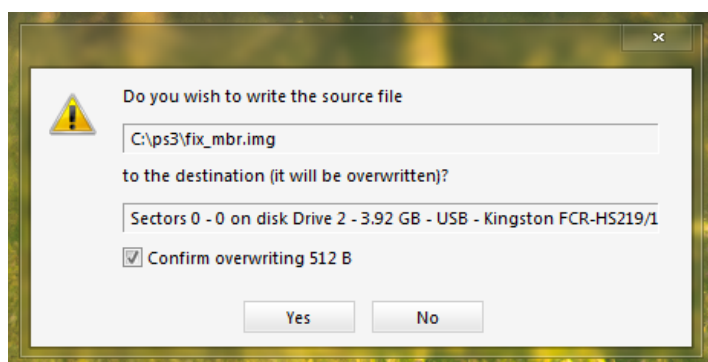 Do you wish to write the source file
C:\ps3\fix_mbr.img
to the destination (it will be overwritten)?
Sectors 0 - 0 on disk Drive 2 - 3.92 GB - USB - Kingston FCR-HS219/1
Confirm overwriting 512 B
Yes No